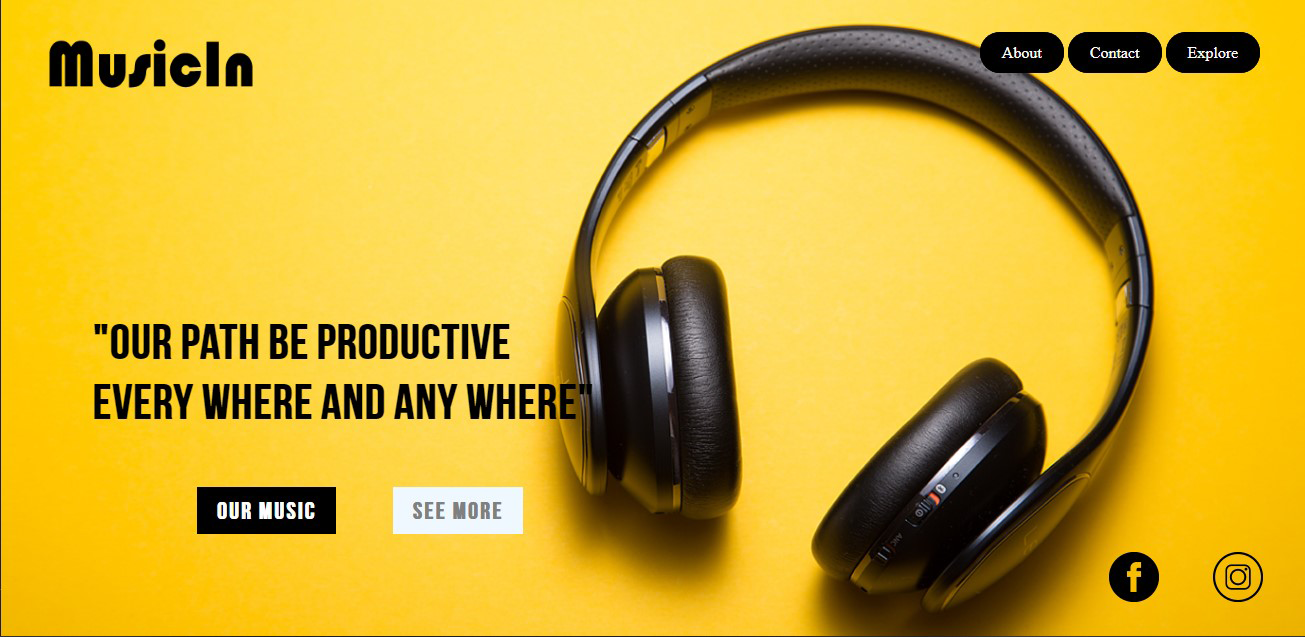 MusicIn
About
Contact
Explore
"OUR PATH BE PRODUCTIVE
EVERY WHERE AND ANY WHERE"
OUR MUSIC
SEE MORE